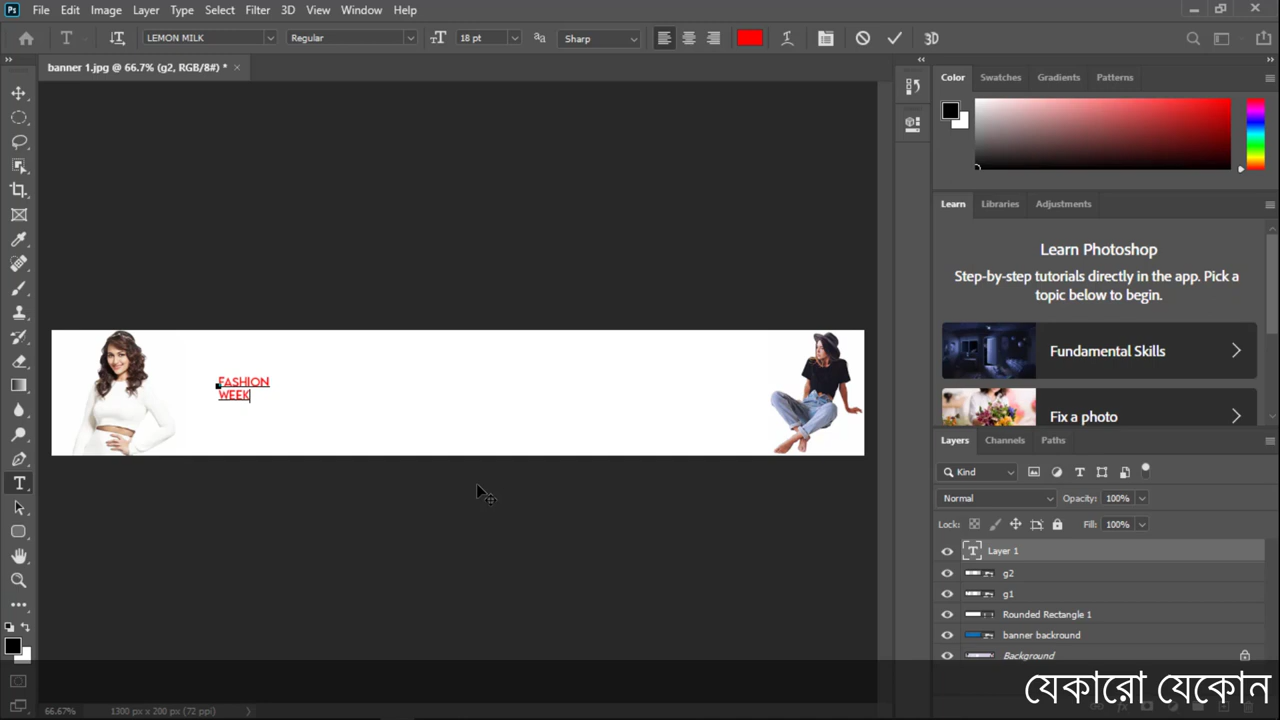 Ps File Edit Image Layer Type Select Filter 3D View Window Help
LEMON MILK Regular 18 pt Sharp 3D
banner 1.jpg @ 66.7% (g2, RGB/8#) * ×
Color Swatches Gradients Patterns
Learn Libraries Adjustments
Learn Photoshop
Step-by-step tutorials directly in the app. Pick a
topic below to begin.
Fundamental Skills
Fix a photo
FASHION
WEEK
Layers Channels Paths
Kind
Normal Opacity: 100%
Lock: Fill: 100%
Layer 1
g2
g1
Rounded Rectangle 1
banner backround
Background
66.67% 1300 px x 200 px (72 ppi)
যেকারো যেকোন